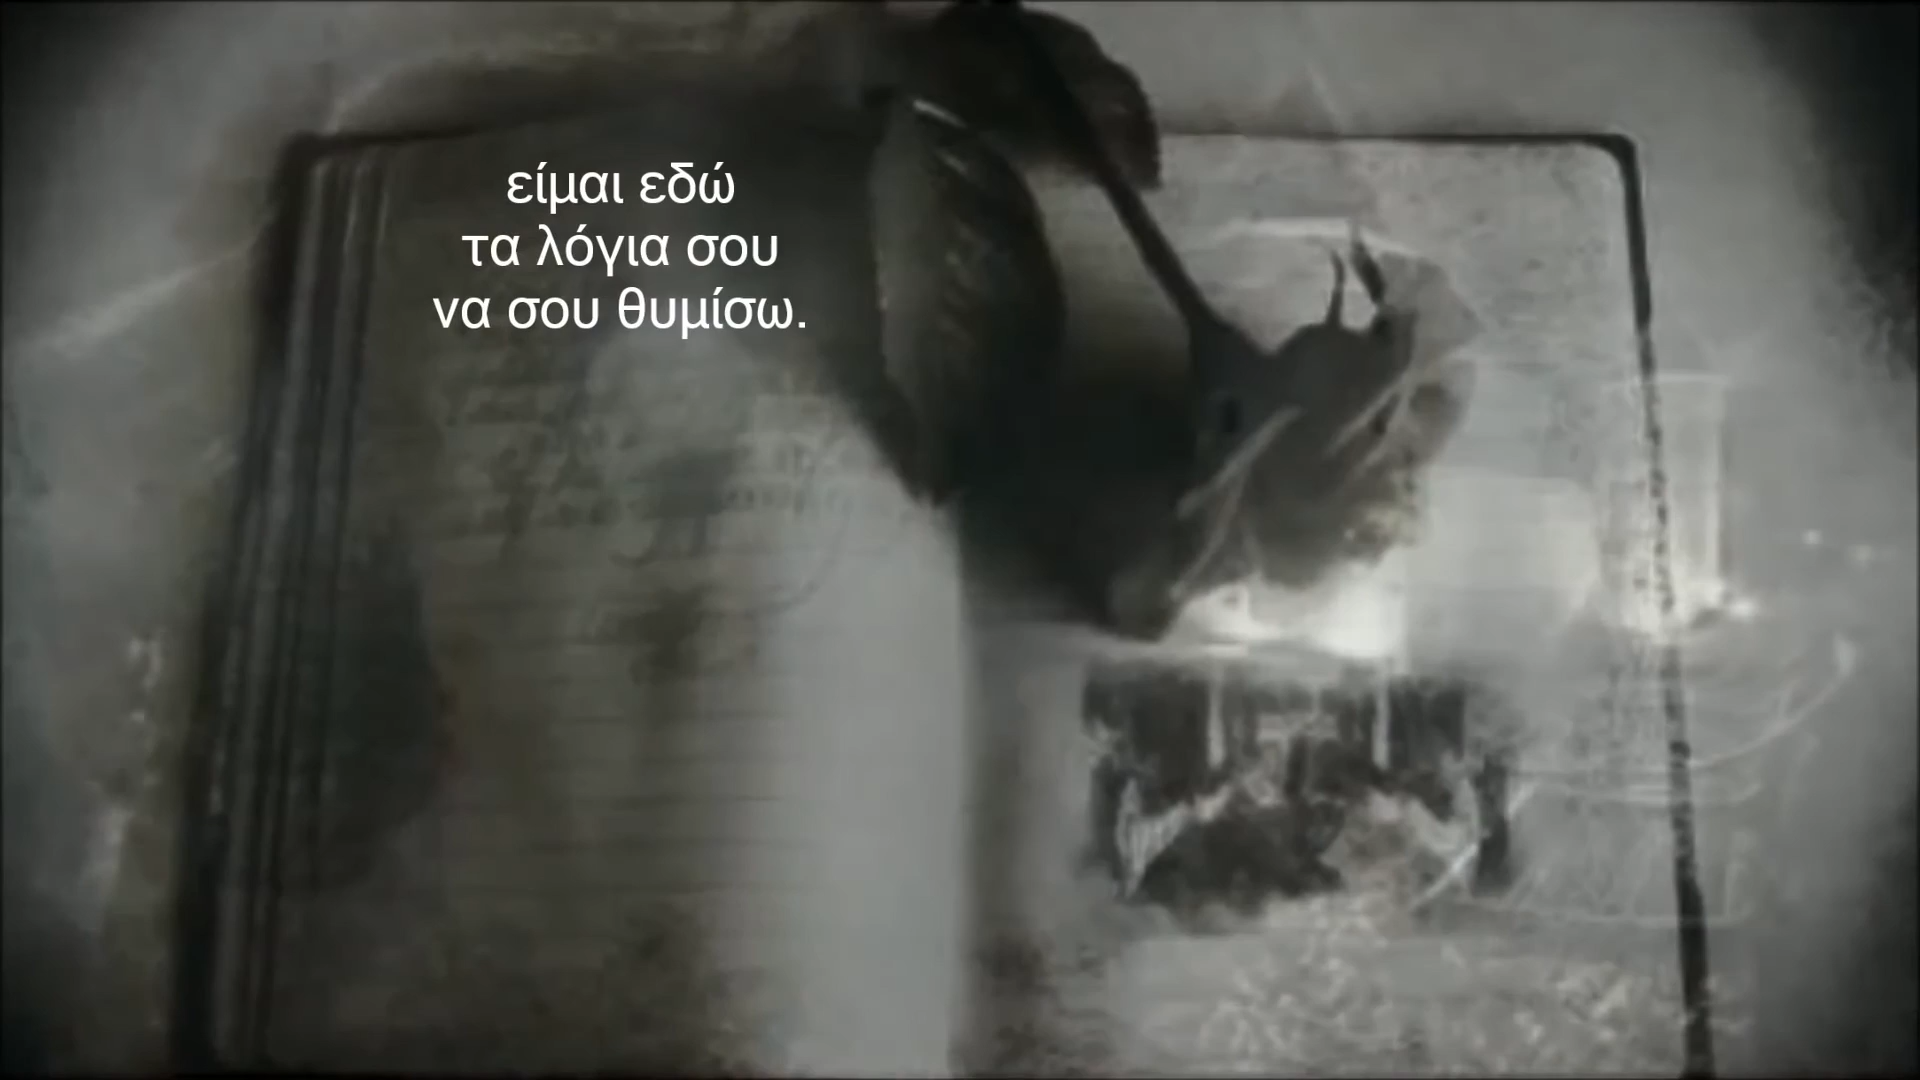 είμαι εδώ
τα λόγια σου
να σου θυμίσω.